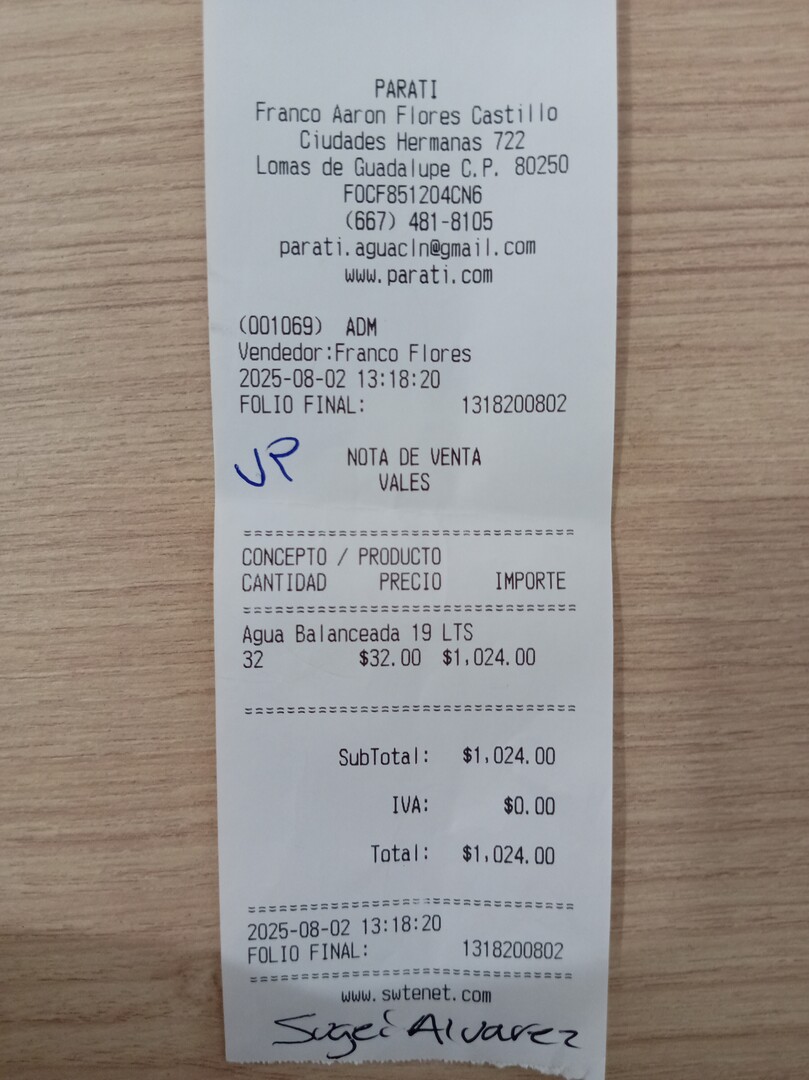 PARATI
Franco Aaron Flores Castillo
Ciudades Hermanas 722
Lomas de Guadalupe C.P. 80250
FOCF851204CN6
(667) 481-8105
parati.aguacln@gmail.com
www.parati.com
(001069) ADM
Vendedor:Franco Flores
2025-08-02 13:18:20
FOLIO FINAL: 1318200802
JP NOTA DE VENTA
VALES
CONCEPTO / PRODUCTO
CANTIDAD PRECIO IMPORTE
Agua Balanceada 19 LTS
32 $32.00 $1,024.00
SubTotal: $1,024.00
IVA: $0.00
Total: $1,024.00
2025-08-02 13:18:20
FOLIO FINAL: 1318200802
www.swtenet.com
Sugei Alvarez